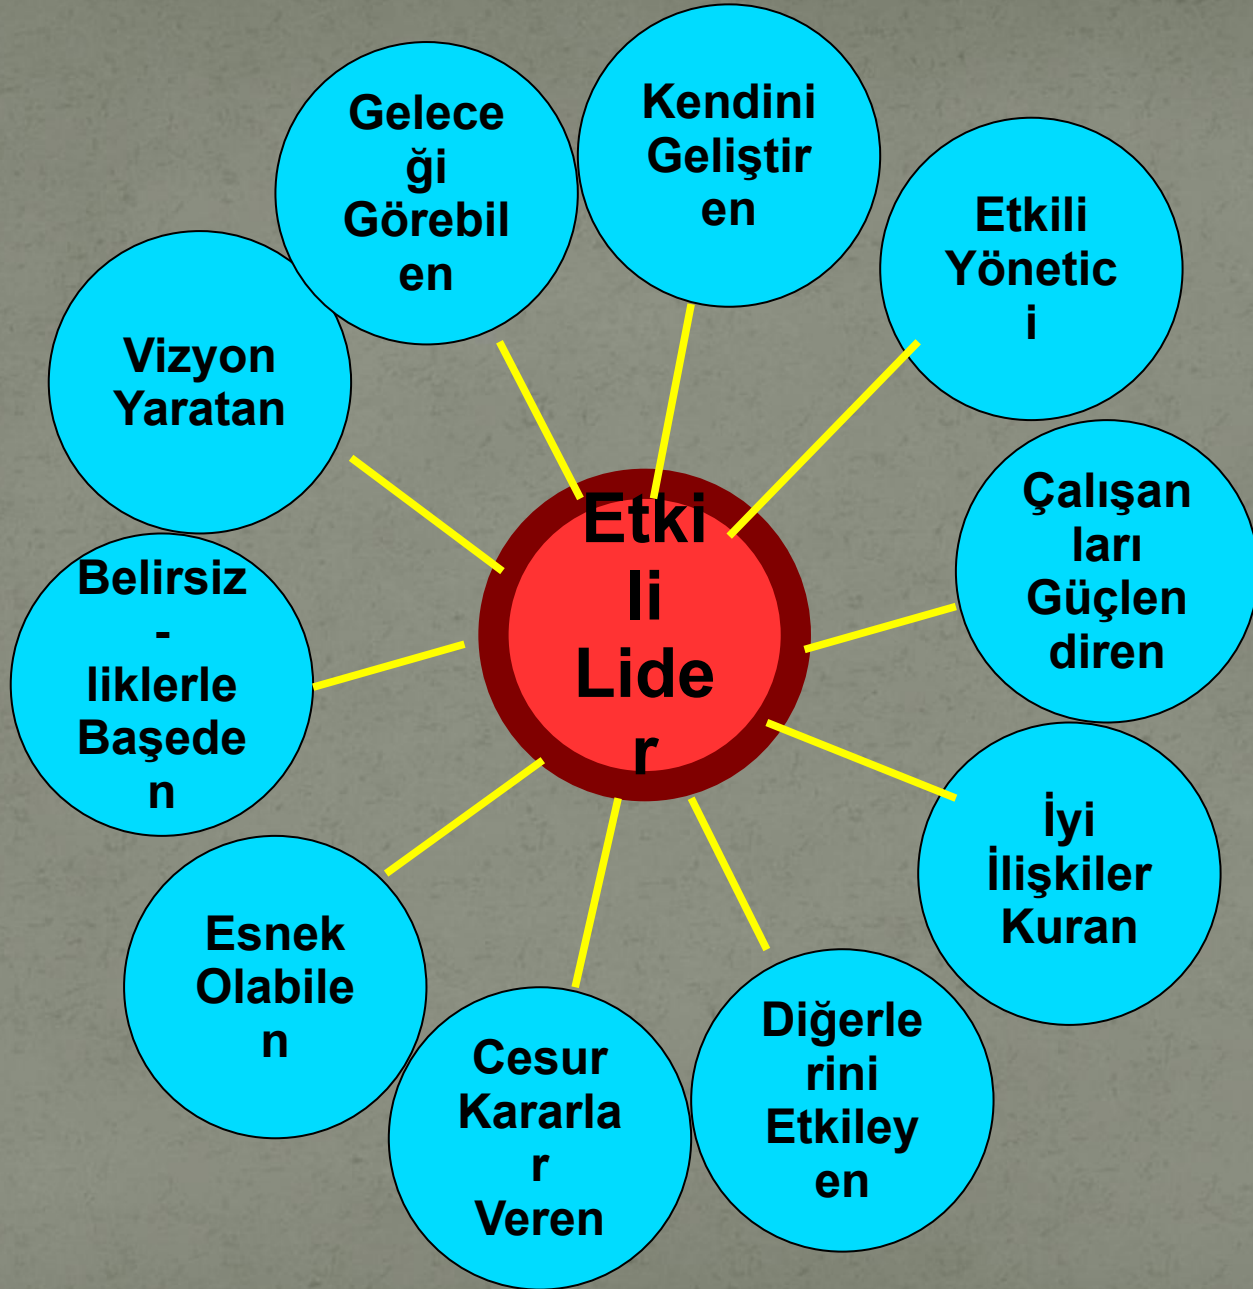 Gelece
ği
Görebil
en
Kendini
Geliştir
en
Etkili
Yönetic
i
Vizyon
Yaratan
Çalışan
ları
Güçlen
diren
Etki
li
Lide
r
Belirsiz
-
liklerle
Başede
n
İyi
İlişkiler
Kuran
Esnek
Olabile
n
Cesur
Kararla
r
Veren
Diğerle
rini
Etkiley
en